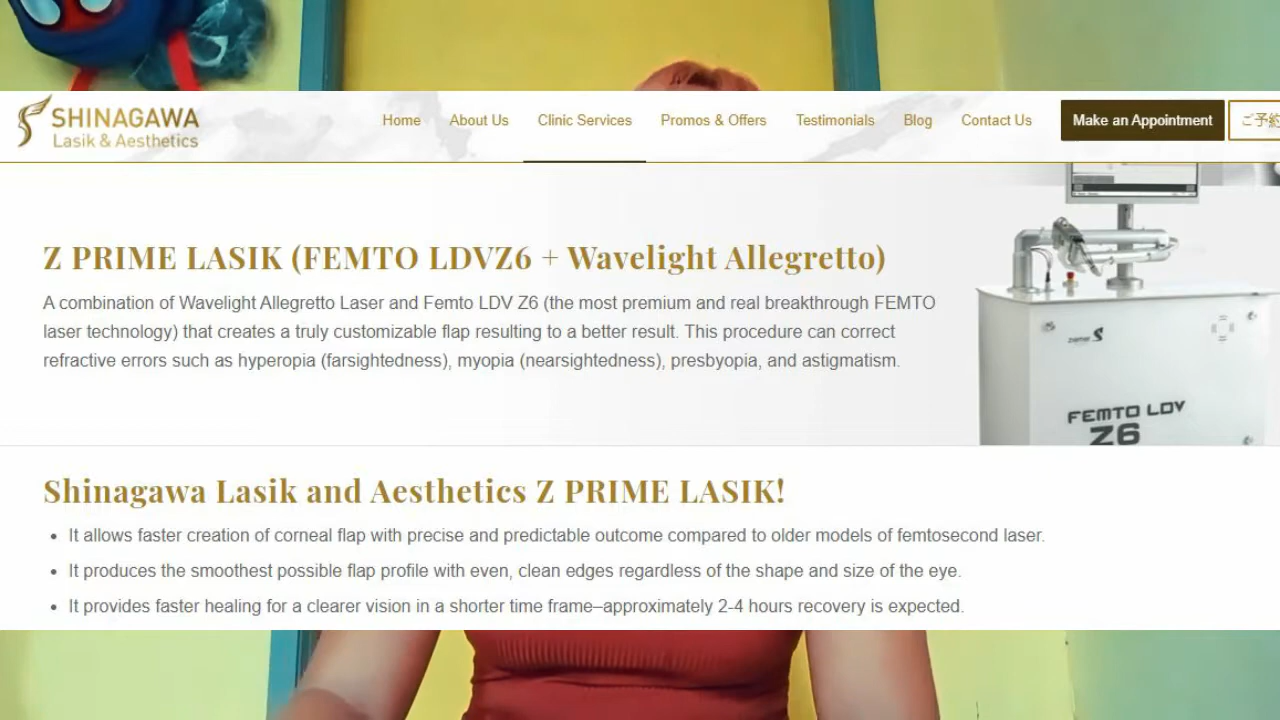 SHINAGAWA
Lasik & Aesthetics
Home About Us Clinic Services Promos & Offers Testimonials Blog Contact Us Make an Appointment ご予約
Z PRIME LASIK (FEMTO LDVZ6 + Wavelight Allegretto)
A combination of Wavelight Allegretto Laser and Femto LDV Z6 (the most premium and real breakthrough FEMTO
laser technology) that creates a truly customizable flap resulting to a better result. This procedure can correct
refractive errors such as hyperopia (farsightedness), myopia (nearsightedness), presbyopia, and astigmatism.
ziemer
FEMTO LDV
Z6
Shinagawa Lasik and Aesthetics Z PRIME LASIK!
• It allows faster creation of corneal flap with precise and predictable outcome compared to older models of femtosecond laser.
• It produces the smoothest possible flap profile with even, clean edges regardless of the shape and size of the eye.
• It provides faster healing for a clearer vision in a shorter time frame–approximately 2-4 hours recovery is expected.